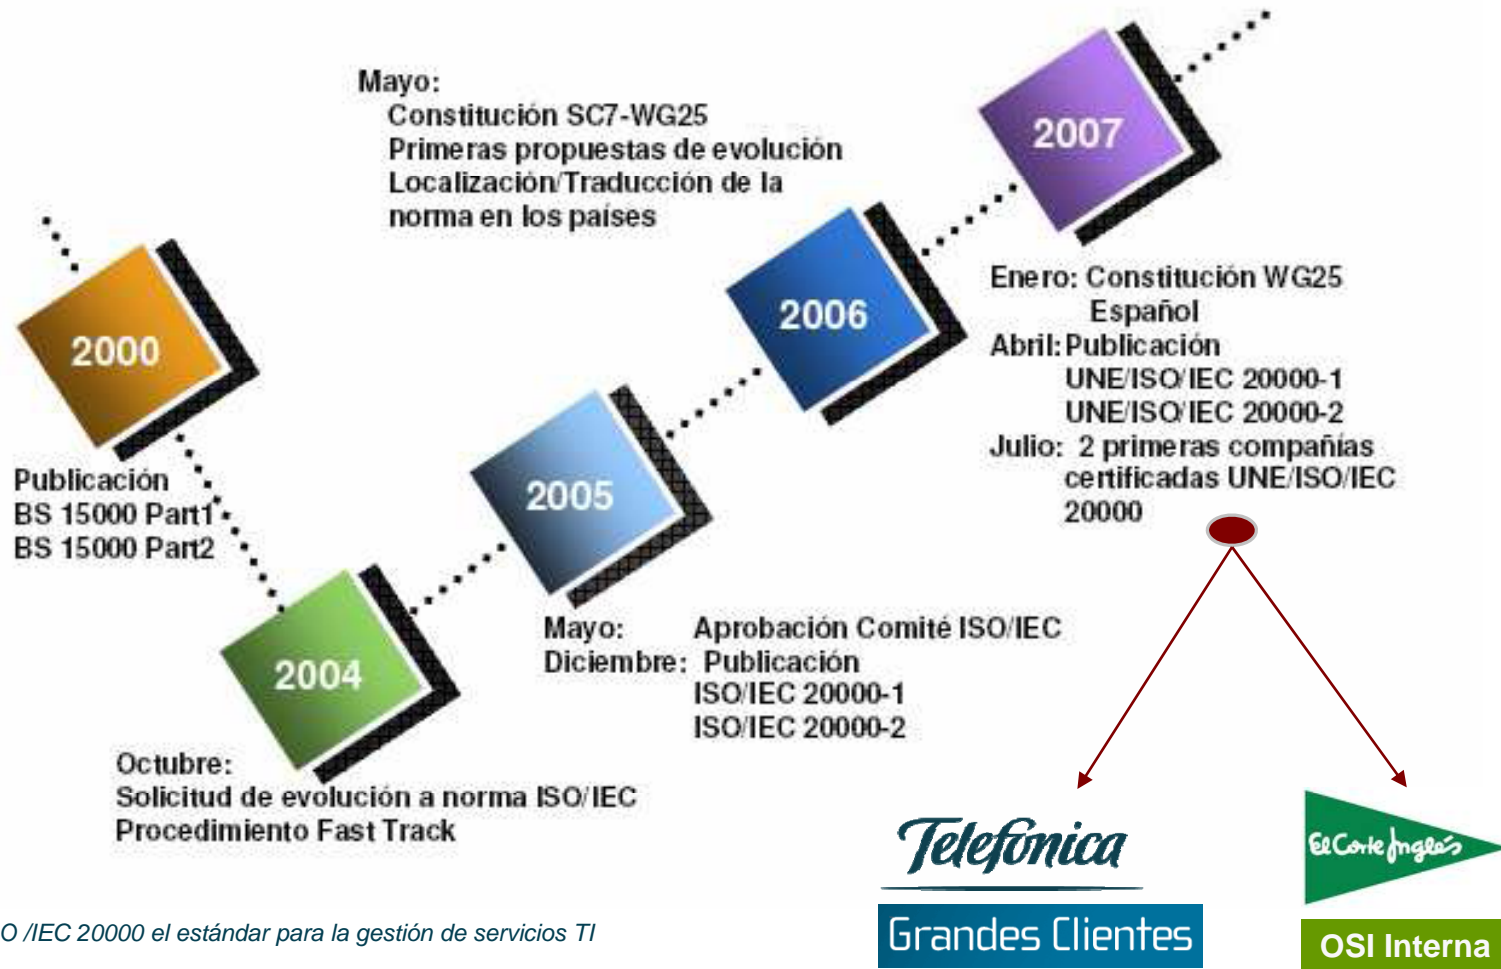 2000
Publicación
BS 15000 Part1
BS 15000 Part2
2004
Octubre:
Solicitud de evolución a norma ISO/IEC
Procedimiento Fast Track
2005
Mayo: Aprobación Comité ISO/IEC
Diciembre: Publicación
ISO/IEC 20000-1
ISO/IEC 20000-2
2006
Mayo:
Constitución SC7-WG25
Primeras propuestas de evolución
Localización/Traducción de la
norma en los países
2007
Enero: Constitución WG25
Español
Abril: Publicación
UNE/ISO/IEC 20000-1
UNE/ISO/IEC 20000-2
Julio: 2 primeras compañías
certificadas UNE/ISO/IEC
20000
Telefónica
Grandes Clientes
El Corte Inglés
OSI Interna
O /IEC 20000 el estándar para la gestión de servicios TI